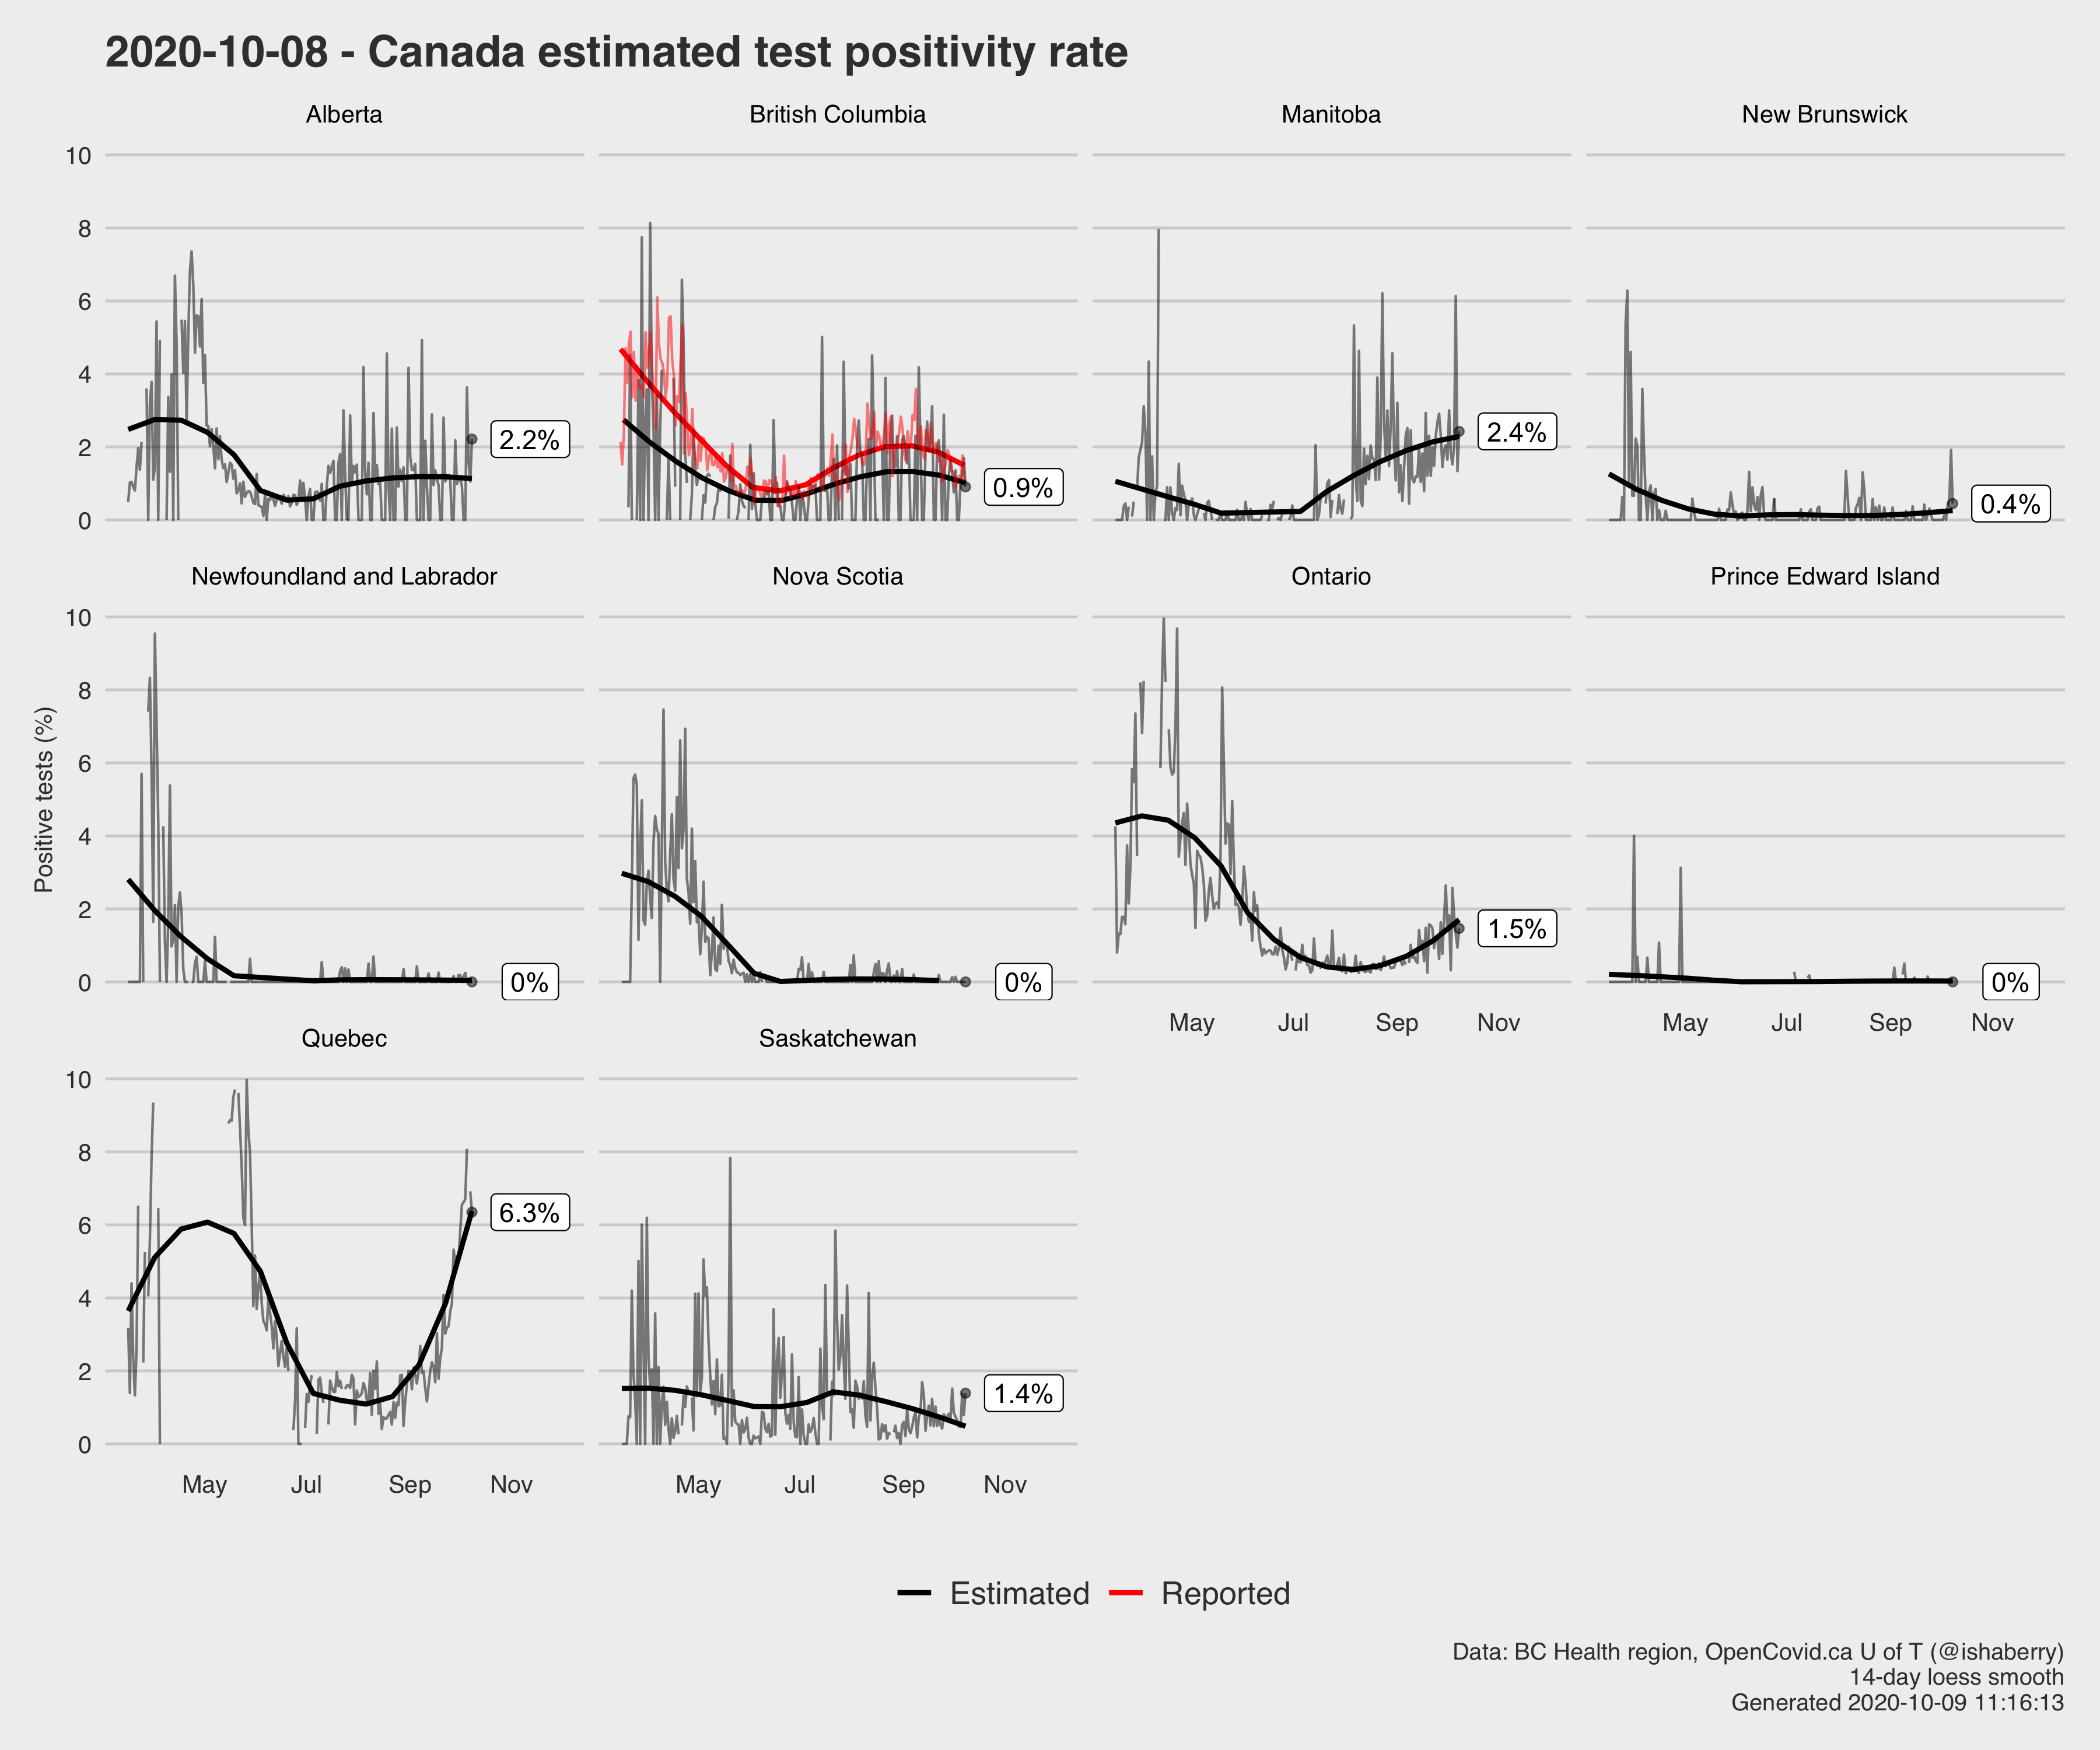 2020-10-08 - Canada estimated test positivity rate
Alberta
British Columbia
Manitoba
New Brunswick
10
8
6
4
2
0
2.2%
0.9%
2.4%
0.4%
Newfoundland and Labrador
Nova Scotia
Ontario
Prince Edward Island
Positive tests (%)
10
8
6
4
2
0
0%
0%
1.5%
0%
May Jul Sep Nov
May Jul Sep Nov
Quebec
Saskatchewan
10
8
6
4
2
0
6.3%
1.4%
May Jul Sep Nov
May Jul Sep Nov
Estimated Reported
Data: BC Health region, OpenCovid.ca U of T (@ishaberry)
14-day loess smooth
Generated 2020-10-09 11:16:13